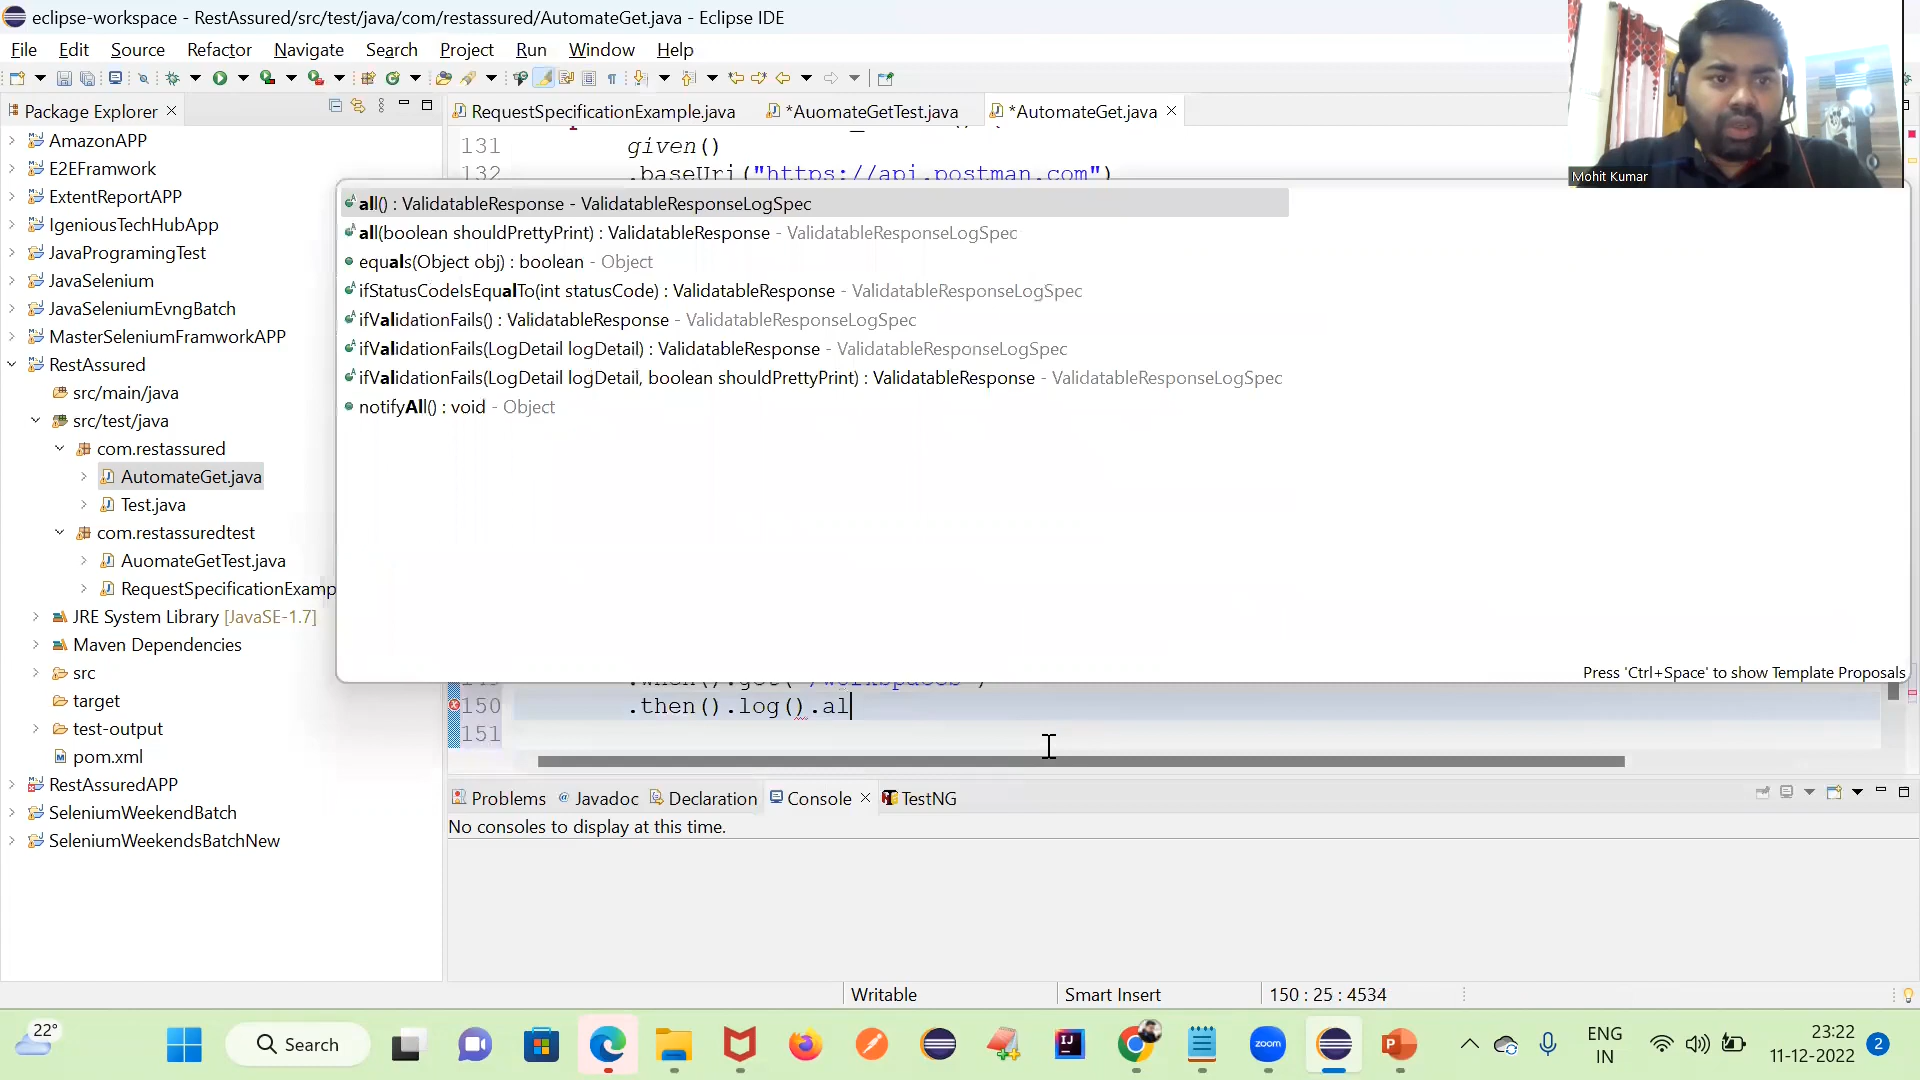 eclipse-workspace - RestAssured/src/test/java/com/restassured/AutomateGet.java - Eclipse IDE
File Edit Source Refactor Navigate Search Project Run Window Help
Package Explorer
RequestSpecificationExample.java *AuomateGetTest.java *AutomateGet.java
AmazonAPP
E2EFramwork
ExtentReportAPP
IgeniousTechHubApp
JavaProgramingTest
JavaSelenium
JavaSeleniumEvngBatch
MasterSeleniumFramworkAPP
RestAssured
src/main/java
src/test/java
com.restassured
AutomateGet.java
Test.java
com.restassuredtest
AuomateGetTest.java
RequestSpecificationExamp
JRE System Library [JavaSE-1.7]
Maven Dependencies
src
target
test-output
pom.xml
RestAssuredAPP
SeleniumWeekendBatch
SeleniumWeekendsBatchNew
131 given()
132 .baseUri("https://api.postman.com")
all() : ValidatableResponse - ValidatableResponseLogSpec
all(boolean shouldPrettyPrint) : ValidatableResponse - ValidatableResponseLogSpec
equals(Object obj) : boolean - Object
ifStatusCodeIsEqualTo(int statusCode) : ValidatableResponse - ValidatableResponseLogSpec
ifValidationFails() : ValidatableResponse - ValidatableResponseLogSpec
ifValidationFails(LogDetail logDetail) : ValidatableResponse - ValidatableResponseLogSpec
ifValidationFails(LogDetail logDetail, boolean shouldPrettyPrint) : ValidatableResponse - ValidatableResponseLogSpec
notifyAll() : void - Object
Press 'Ctrl+Space' to show Template Proposals
150 .then().log().al
151
Problems Javadoc Declaration Console TestNG
No consoles to display at this time.
Writable Smart Insert 150 : 25 : 4534
Mohit Kumar
22°
Search
zoom
ENG
IN
23:22
11-12-2022
2